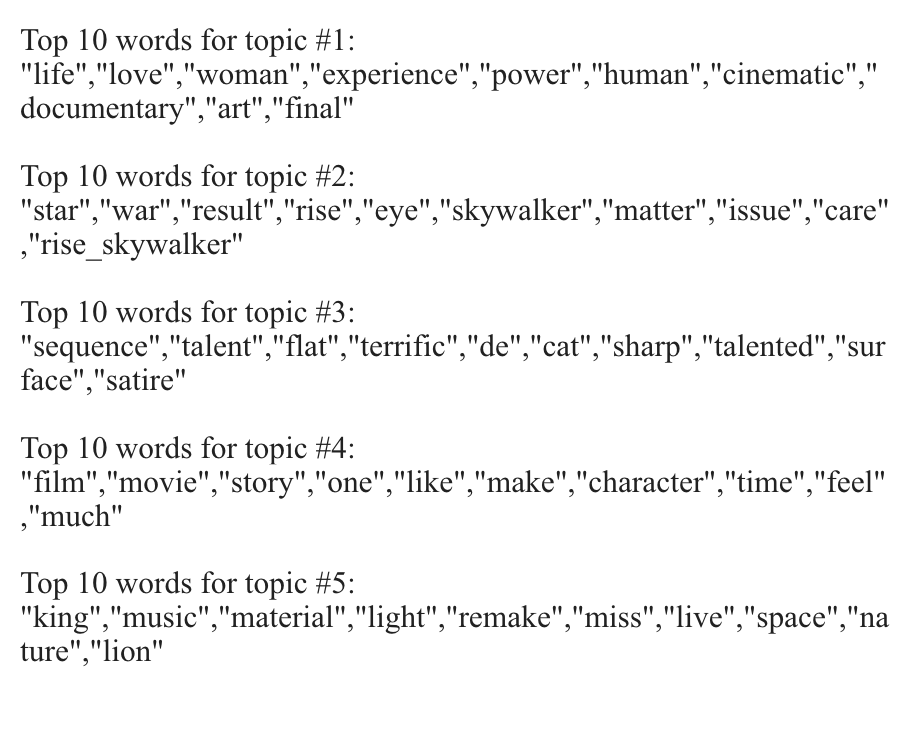 Top 10 words for topic #1:
"life","love","woman","experience","power","human","cinematic","
documentary","art","final"
Top 10 words for topic #2:
"star","war","result","rise","eye","skywalker","matter","issue","care"
,"rise_skywalker"
Top 10 words for topic #3:
"sequence","talent","flat","terrific","de","cat","sharp","talented","sur
face","satire"
Top 10 words for topic #4:
"film","movie","story","one","like","make","character","time","feel"
,"much"
Top 10 words for topic #5:
"king","music","material","light","remake","miss","live","space","na
ture","lion"